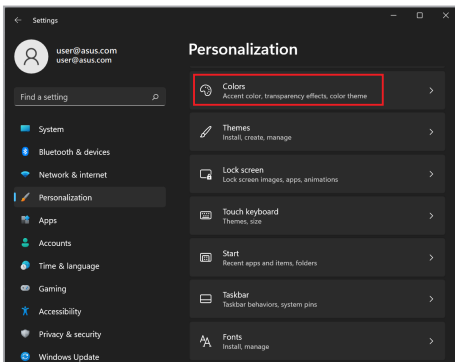 Settings
user@asus.com
user@asus.com
Find a setting
System
Bluetooth & devices
Network & internet
Personalization
Apps
Accounts
Time & language
Gaming
Accessibility
Privacy & security
Windows Update
Personalization
Colors
Accent color, transparency effects, color theme
Themes
Install, create, manage
Lock screen
Lock screen images, apps, animations
Touch keyboard
Themes, size
Start
Recent apps and items, folders
Taskbar
Taskbar behaviors, system pins
Fonts
Install, manage